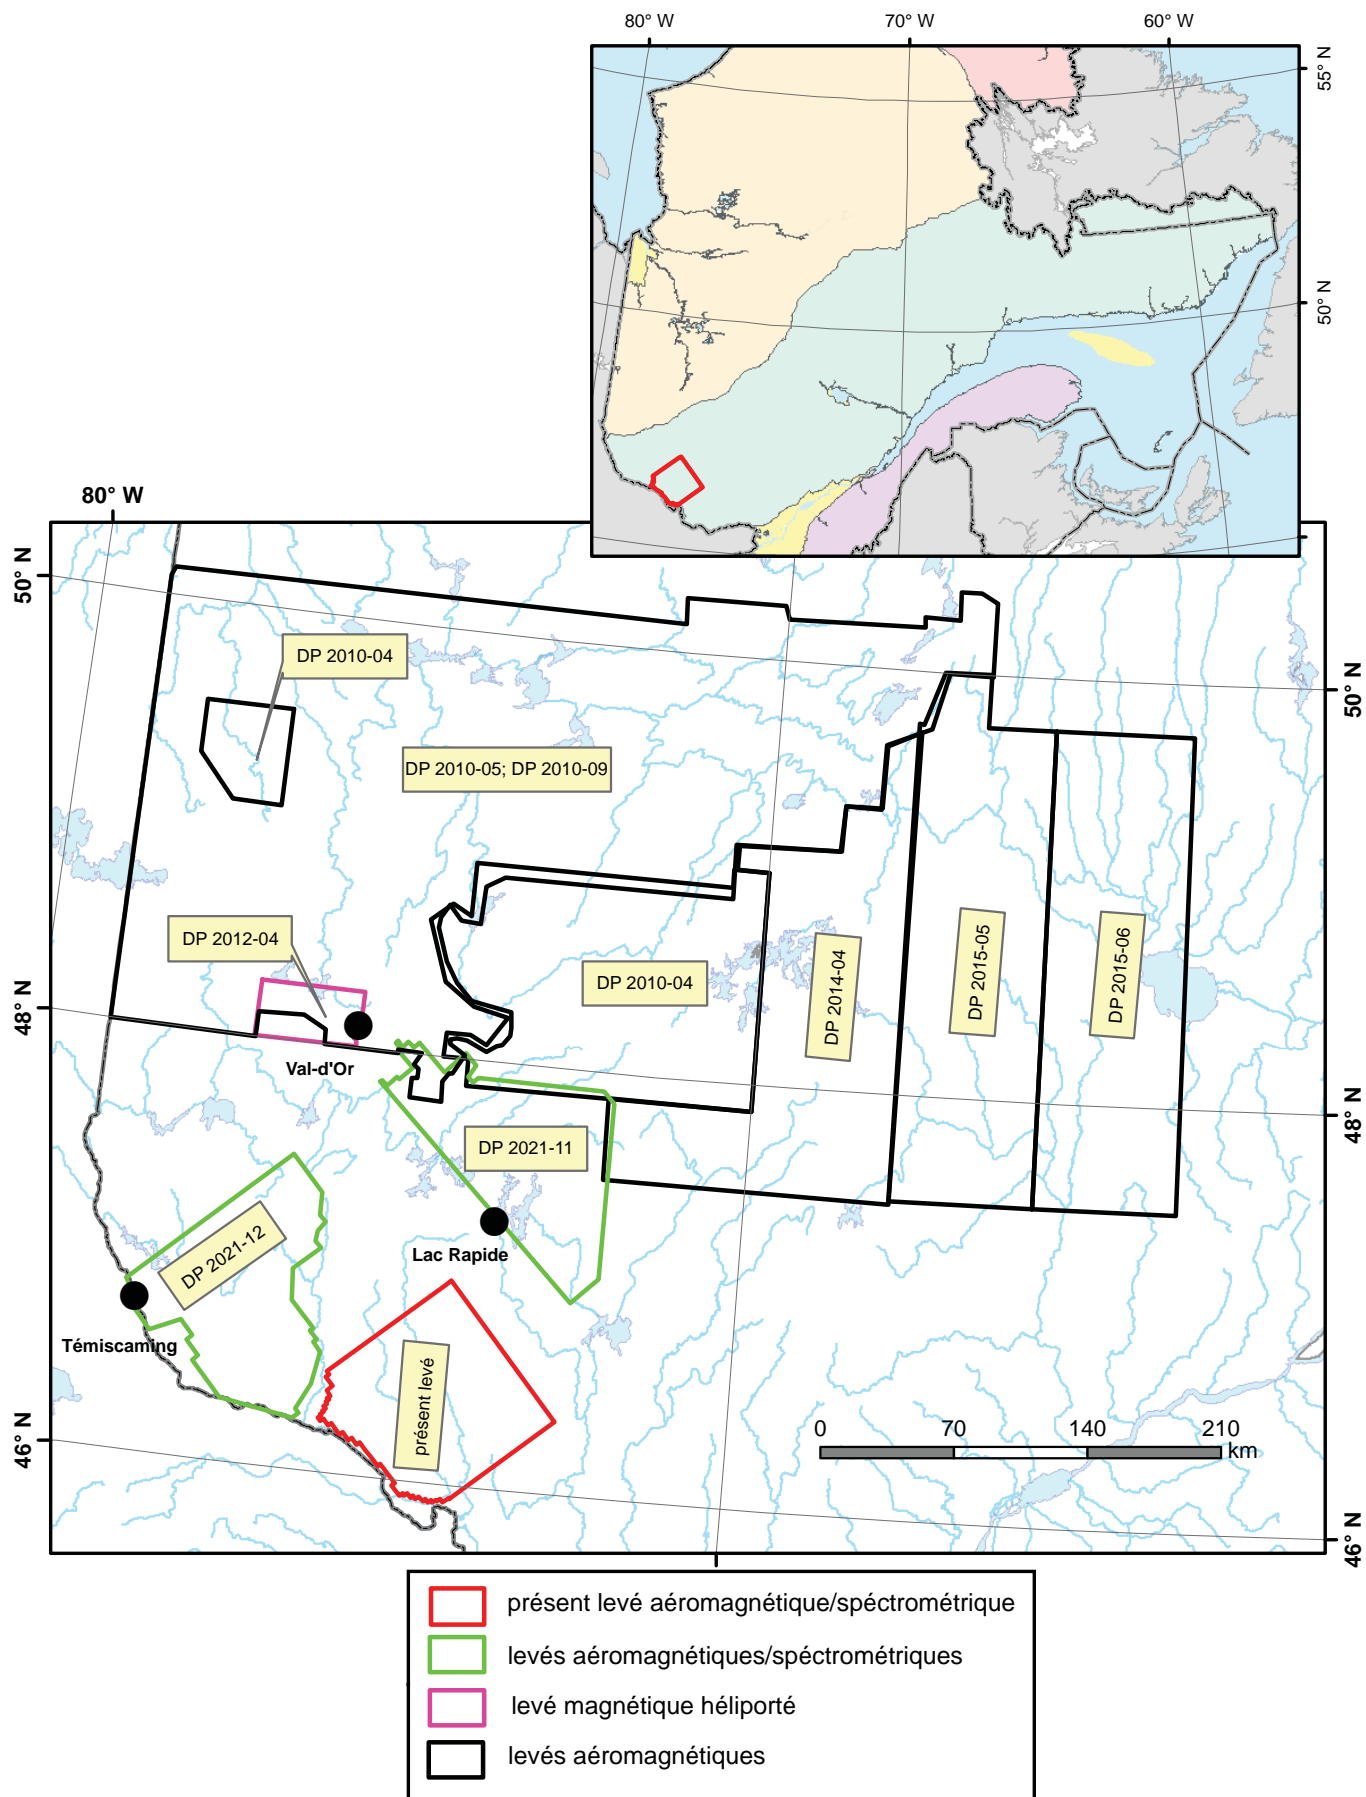 80° W
70° W
60° W
55° N
50° N
80° W
50° N
50° N
DP 2010-04
DP 2010-05; DP 2010-09
DP 2012-04
DP 2010-04
DP 2014-04
DP 2015-05
DP 2015-06
48° N
48° N
Val-d'Or
DP 2021-11
DP 2021-12
Lac Rapide
Témiscaming
présent levé
0
70
140
210
km
46° N
46° N
présent levé aéromagnétique/spéctrométrique
levés aéromagnétiques/spéctrométriques
levé magnétique héliporté
levés aéromagnétiques